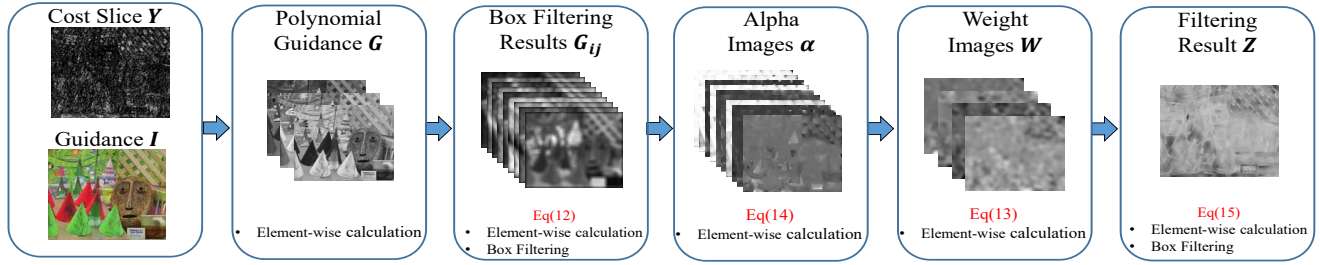 Cost Slice Y
Guidance I
Polynomial
Guidance G
• Element-wise calculation
Box Filtering
Results G_{ij}
Eq(12)
• Element-wise calculation
• Box Filtering
Alpha
Images α
Eq(14)
• Element-wise calculation
Weight
Images W
Eq(13)
• Element-wise calculation
Filtering
Result Z
Eq(15)
• Element-wise calculation
• Box Filtering